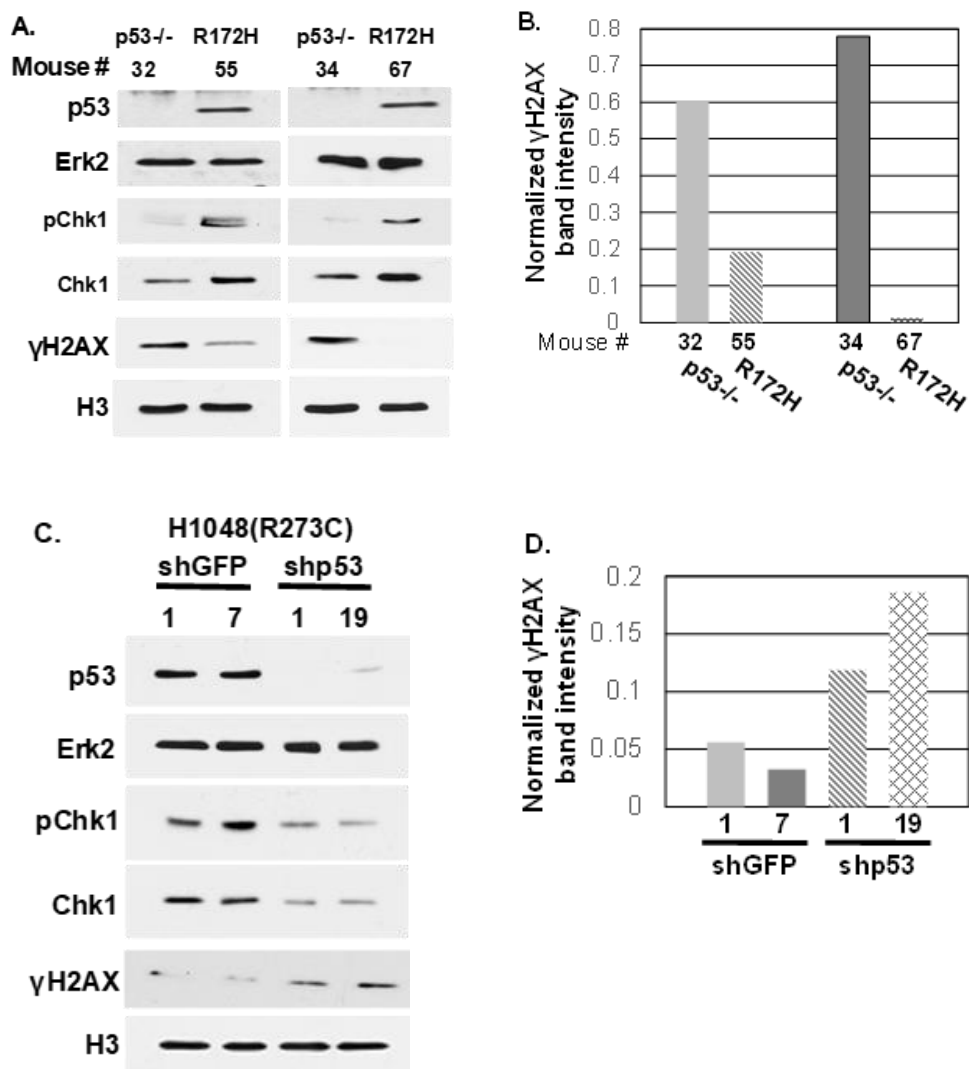 A.
p53-/- R172H p53-/- R172H
Mouse # 32 55 34 67
p53
Erk2
pChk1
Chk1
γH2AX
H3
B.
Normalized γH2AX
band intensity
0.8
0.7
0.6
0.5
0.4
0.3
0.2
0.1
0
Mouse # 32 55 34 67
p53-/- R172H p53-/- R172H
C.
H1048(R273C)
shGFP shp53
1 7 1 19
p53
Erk2
pChk1
Chk1
γH2AX
H3
D.
Normalized γH2AX
band intensity
0.2
0.15
0.1
0.05
0
1 7 1 19
shGFP shp53